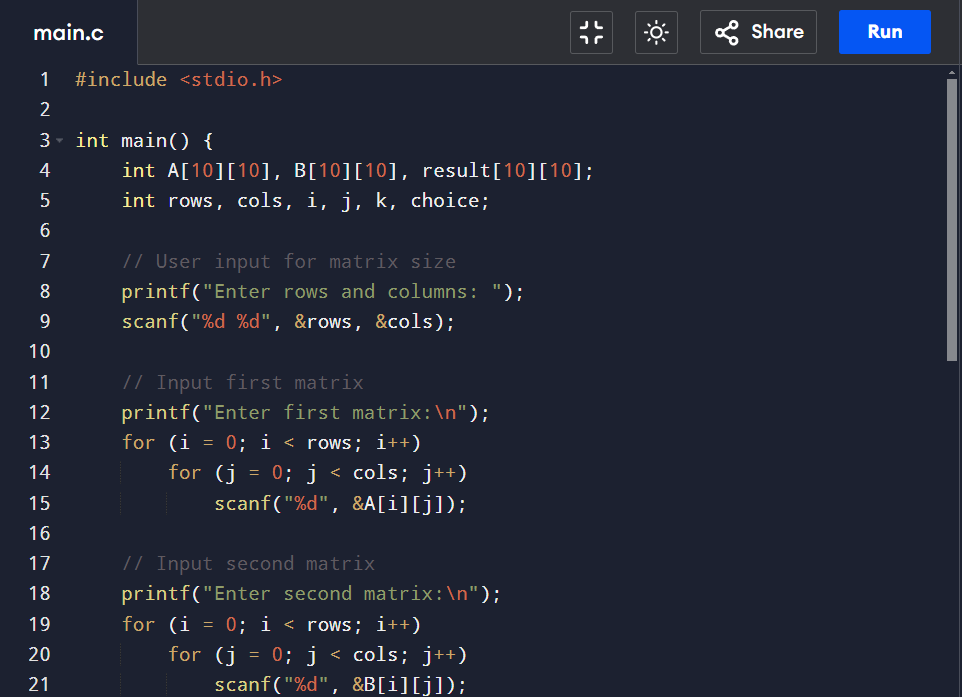 main.c
Share
Run
1 #include <stdio.h>
2
3 int main() {
4     int A[10][10], B[10][10], result[10][10];
5     int rows, cols, i, j, k, choice;
6
7     // User input for matrix size
8     printf("Enter rows and columns: ");
9     scanf("%d %d", &rows, &cols);
10
11     // Input first matrix
12     printf("Enter first matrix:\n");
13     for (i = 0; i < rows; i++)
14         for (j = 0; j < cols; j++)
15             scanf("%d", &A[i][j]);
16
17     // Input second matrix
18     printf("Enter second matrix:\n");
19     for (i = 0; i < rows; i++)
20         for (j = 0; j < cols; j++)
21             scanf("%d", &B[i][j]);